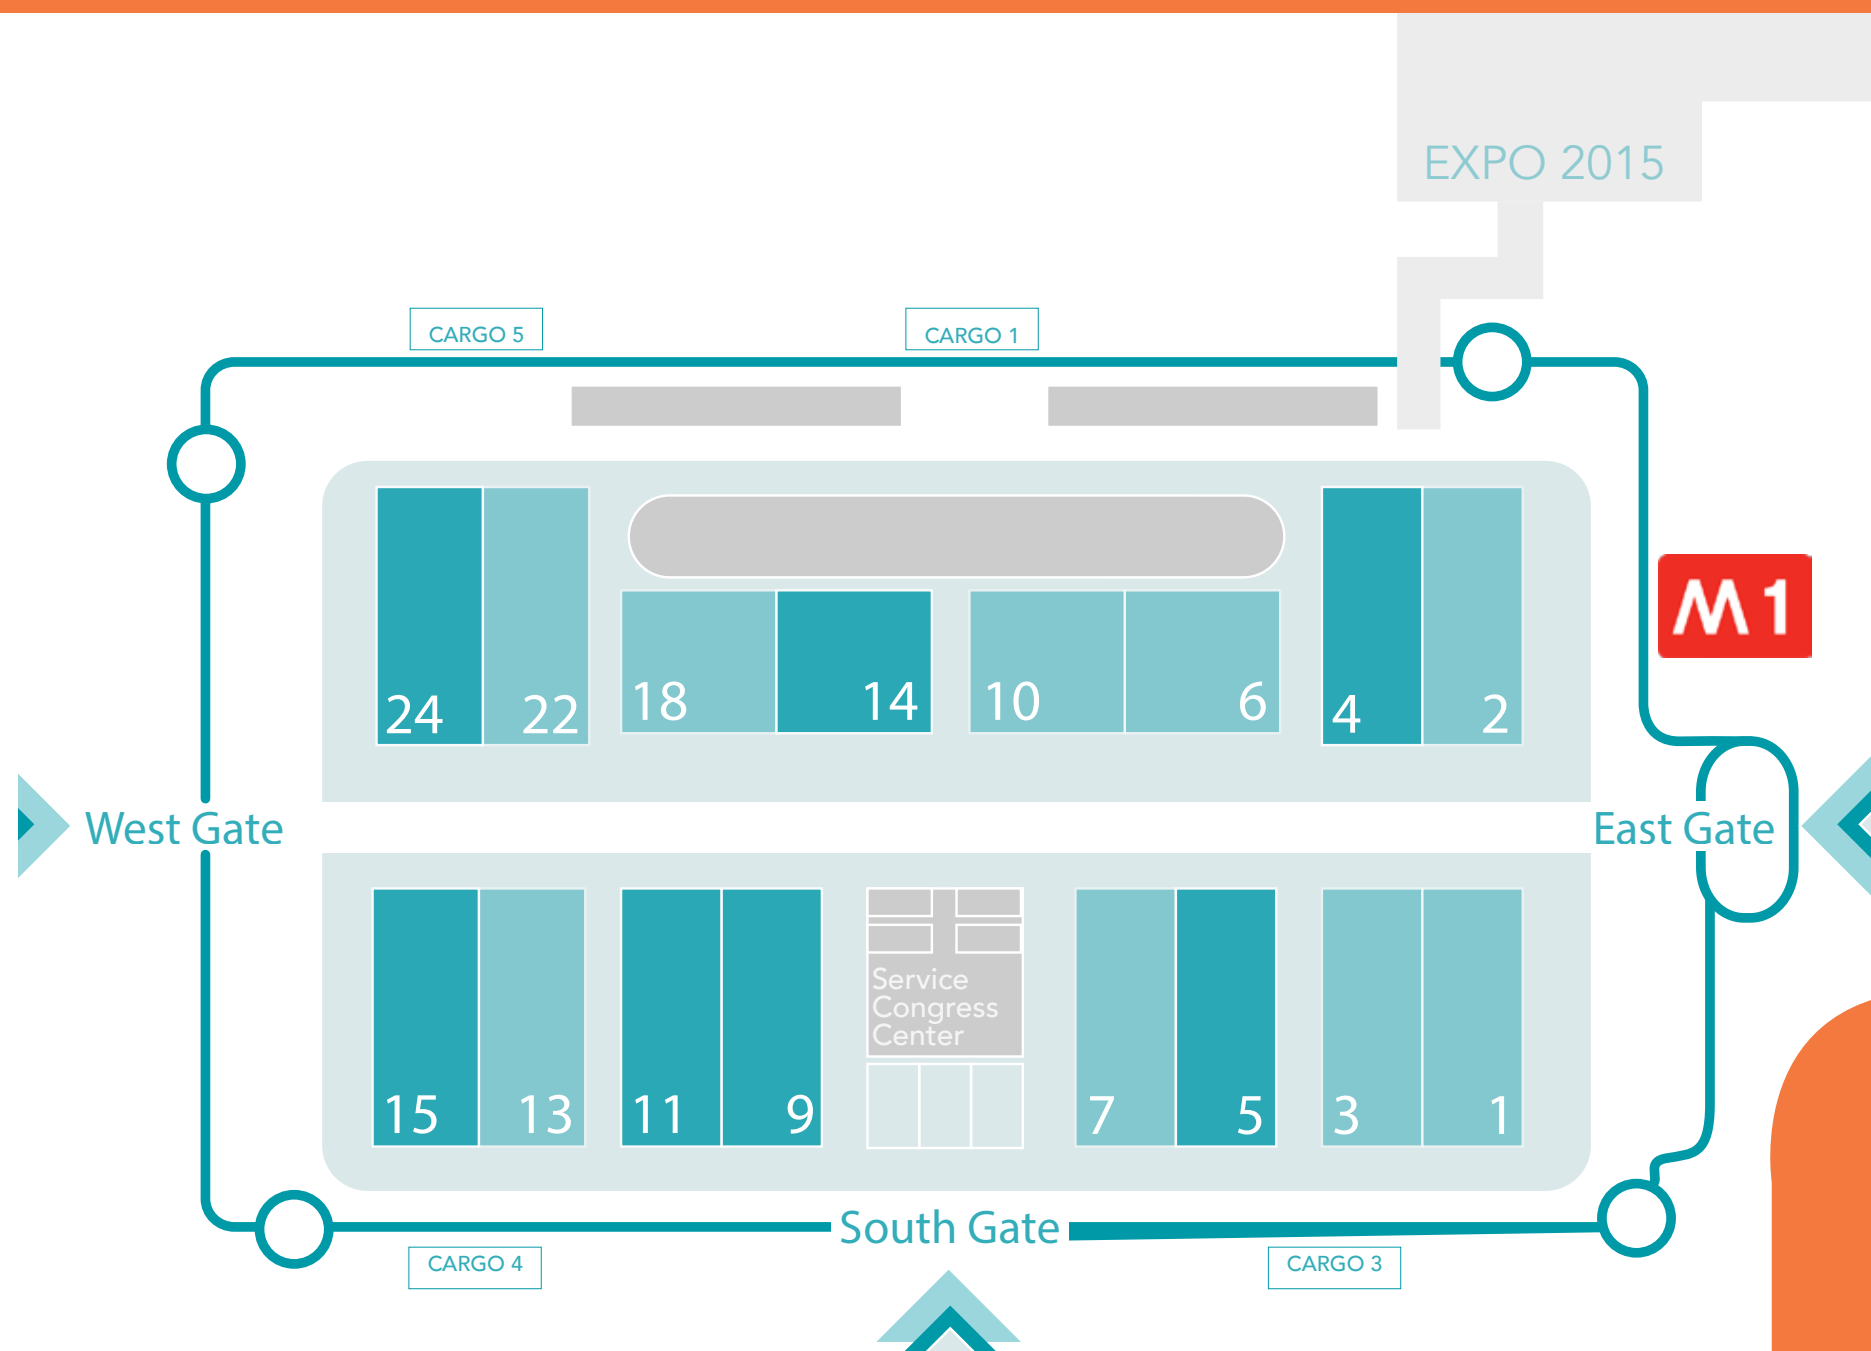 EXPO 2015
CARGO 5
CARGO 1
M1
24
22
18
14
10
6
4
2
West Gate
East Gate
Service
Congress
Center
15
13
11
9
7
5
3
1
South Gate
CARGO 4
CARGO 3